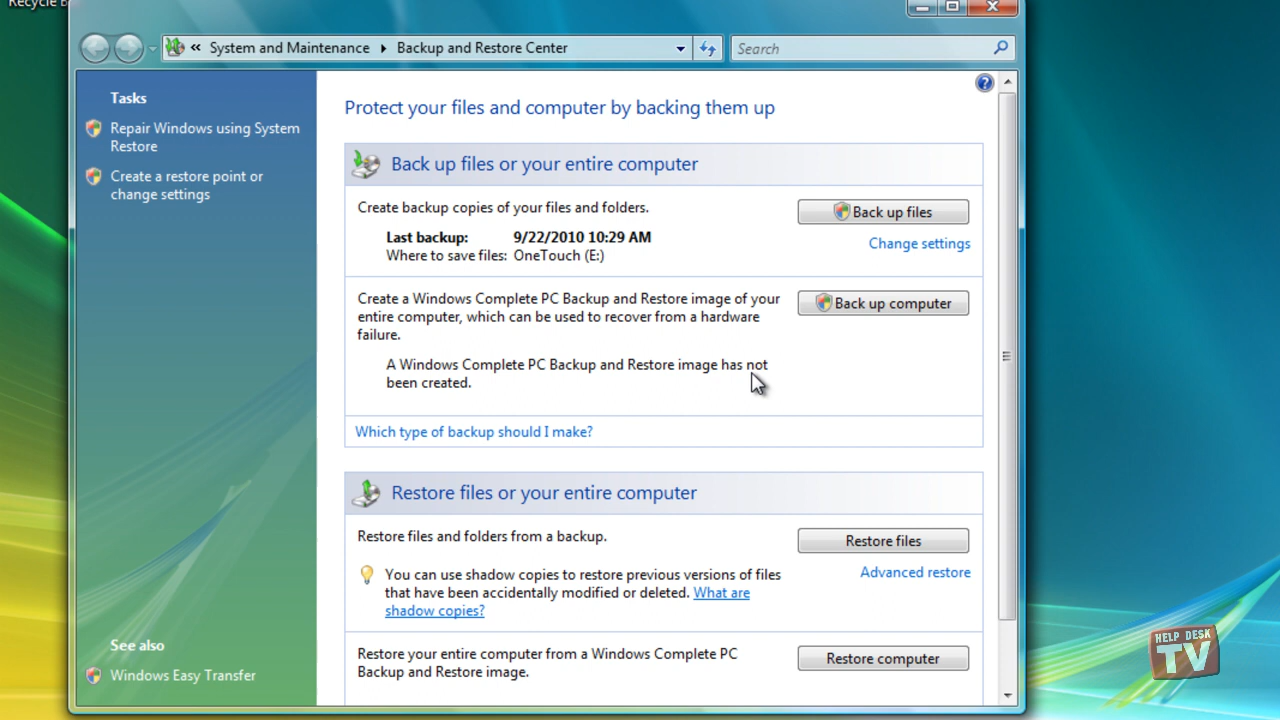 Recycle B
« System and Maintenance ▸ Backup and Restore Center
Search
Tasks
Repair Windows using System
Restore
Create a restore point or
change settings
See also
Windows Easy Transfer
Protect your files and computer by backing them up
Back up files or your entire computer
Create backup copies of your files and folders.
Back up files
Last backup: 9/22/2010 10:29 AM
Change settings
Where to save files: OneTouch (E:)
Create a Windows Complete PC Backup and Restore image of your
entire computer, which can be used to recover from a hardware
failure.
Back up computer
A Windows Complete PC Backup and Restore image has not
been created.
Which type of backup should I make?
Restore files or your entire computer
Restore files and folders from a backup.
Restore files
You can use shadow copies to restore previous versions of files
that have been accidentally modified or deleted. What are
shadow copies?
Advanced restore
Restore your entire computer from a Windows Complete PC
Backup and Restore image.
Restore computer
HELP DESK
TV